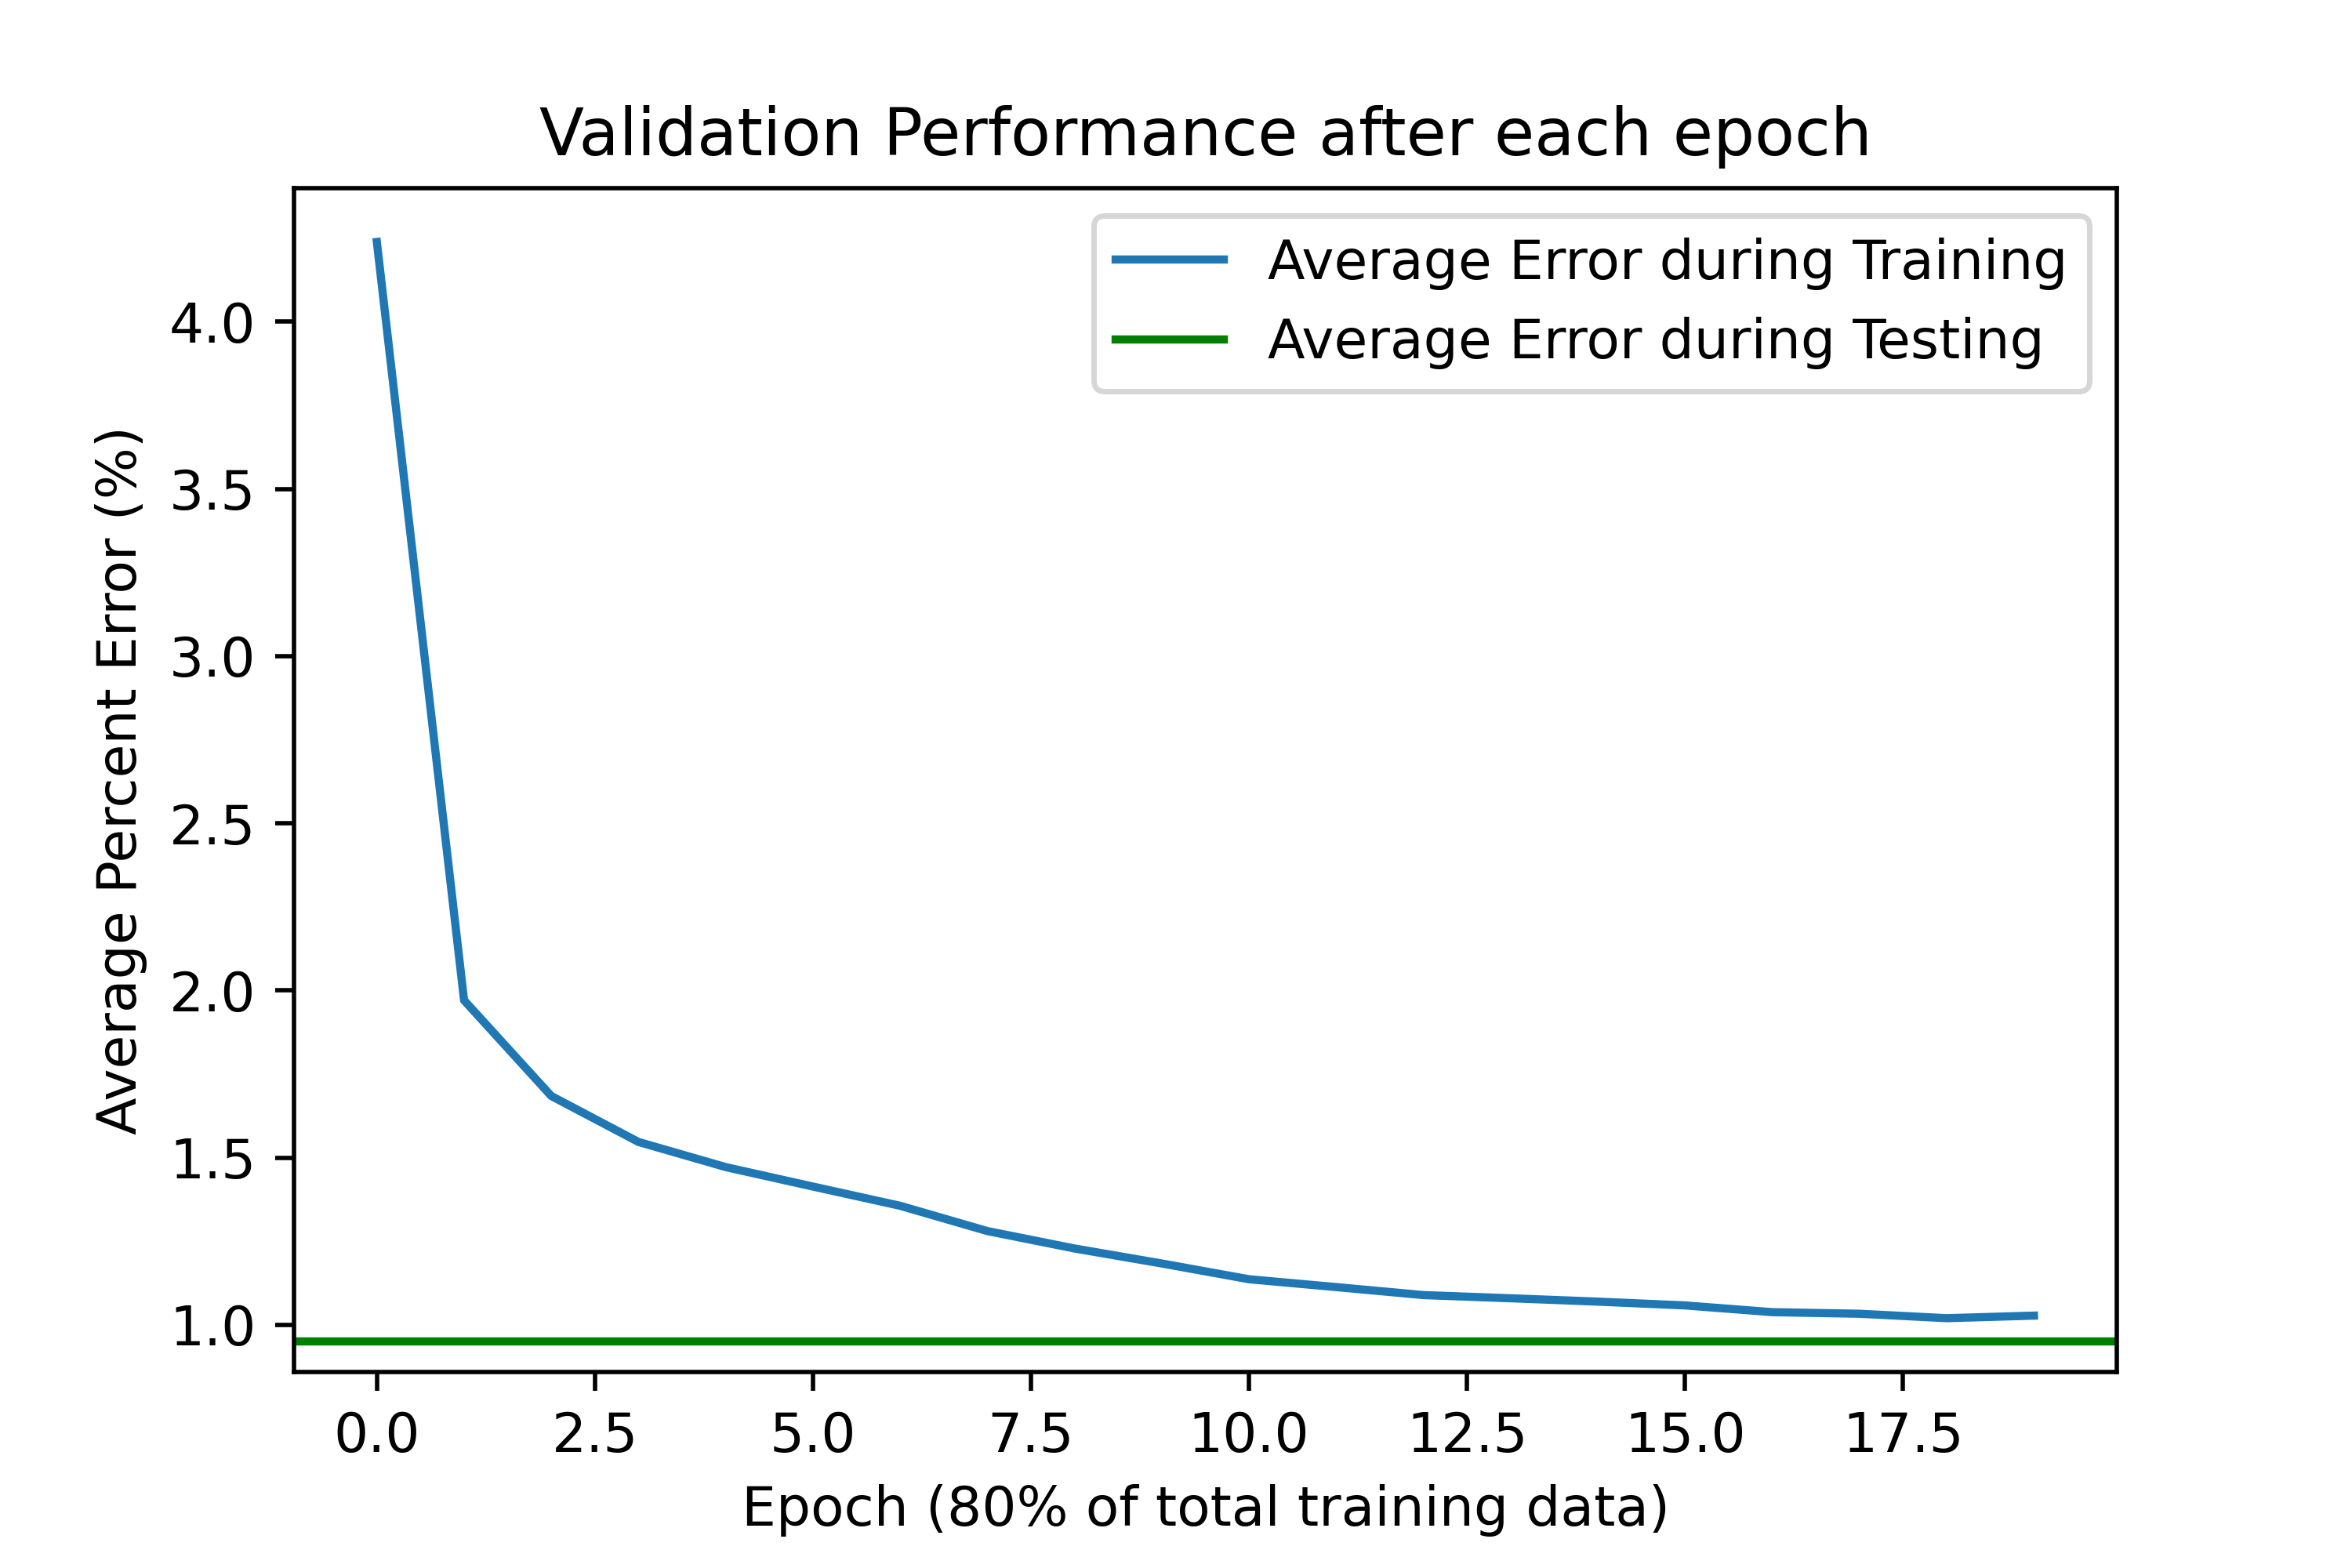 Validation Performance after each epoch
Average Error during Training
Average Error during Testing
Average Percent Error (%)
4.0
3.5
3.0
2.5
2.0
1.5
1.0
0.0 2.5 5.0 7.5 10.0 12.5 15.0 17.5
Epoch (80% of total training data)